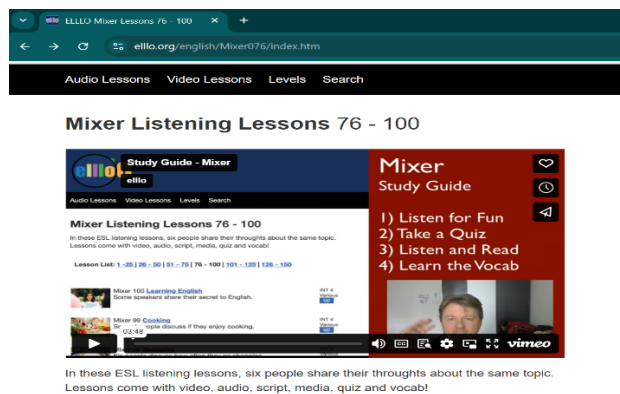 ELLLO Mixer Lessons 76 - 100
elllo.org/english/Mixer076/index.htm
Audio Lessons Video Lessons Levels Search
Mixer Listening Lessons 76 - 100
elllo
Study Guide - Mixer
elllo
Audio Lessons Video Lessons Levels Search
Mixer Listening Lessons 76 - 100
In these ESL listening lessons, six people share their thoughts about the same topic.
Lessons come with video, audio, script, media, quiz and vocab!
Lesson List: 1 -25 | 26 - 50 | 51 - 75 | 76 - 100 | 101 - 125 | 126 - 150
Mixer 100 Learning English
Some speakers share their secret to English.
INT 4
Various
Mixer 99 Cooking
people discuss if they enjoy cooking.
INT 4
Various
03:48
Mixer
Study Guide
1) Listen for Fun
2) Take a Quiz
3) Listen and Read
4) Learn the Vocab
CC
vimeo
In these ESL listening lessons, six people share their thoughts about the same topic.
Lessons come with video, audio, script, media, quiz and vocab!